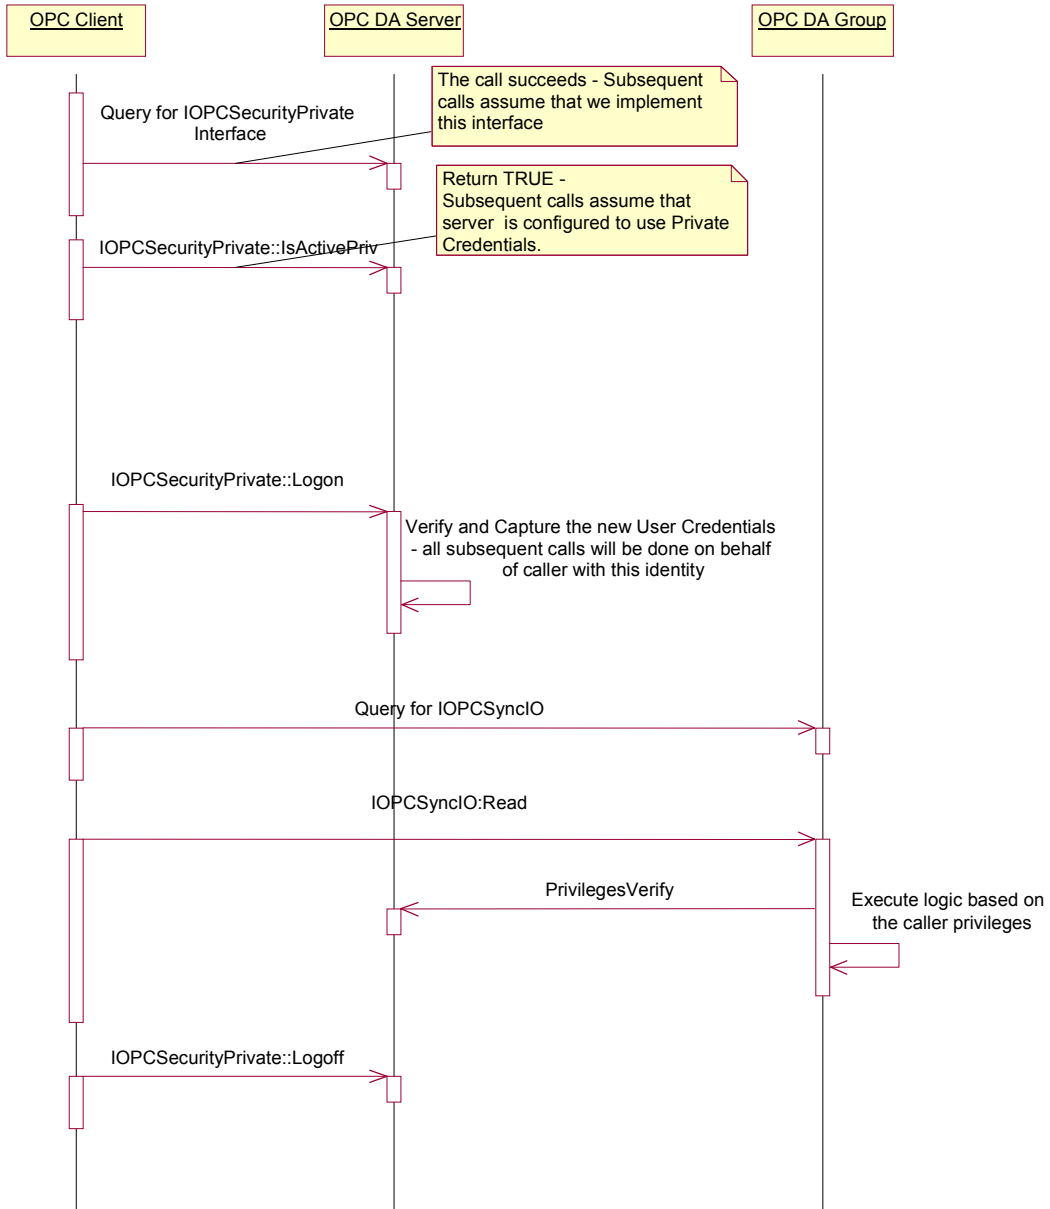 OPC Client
OPC DA Server
OPC DA Group
The call succeeds - Subsequent
calls assume that we implement
this interface
Query for IOPCSecurityPrivate
Interface
Return TRUE -
Subsequent calls assume that
server  is configured to use Private
Credentials.
IOPCSecurityPrivate::IsActivePriv
IOPCSecurityPrivate::Logon
Verify and Capture the new User Credentials
- all subsequent calls will be done on behalf
of caller with this identity
Query for IOPCSyncIO
IOPCSyncIO:Read
PrivilegesVerify
Execute logic based on
the caller privileges
IOPCSecurityPrivate::Logoff